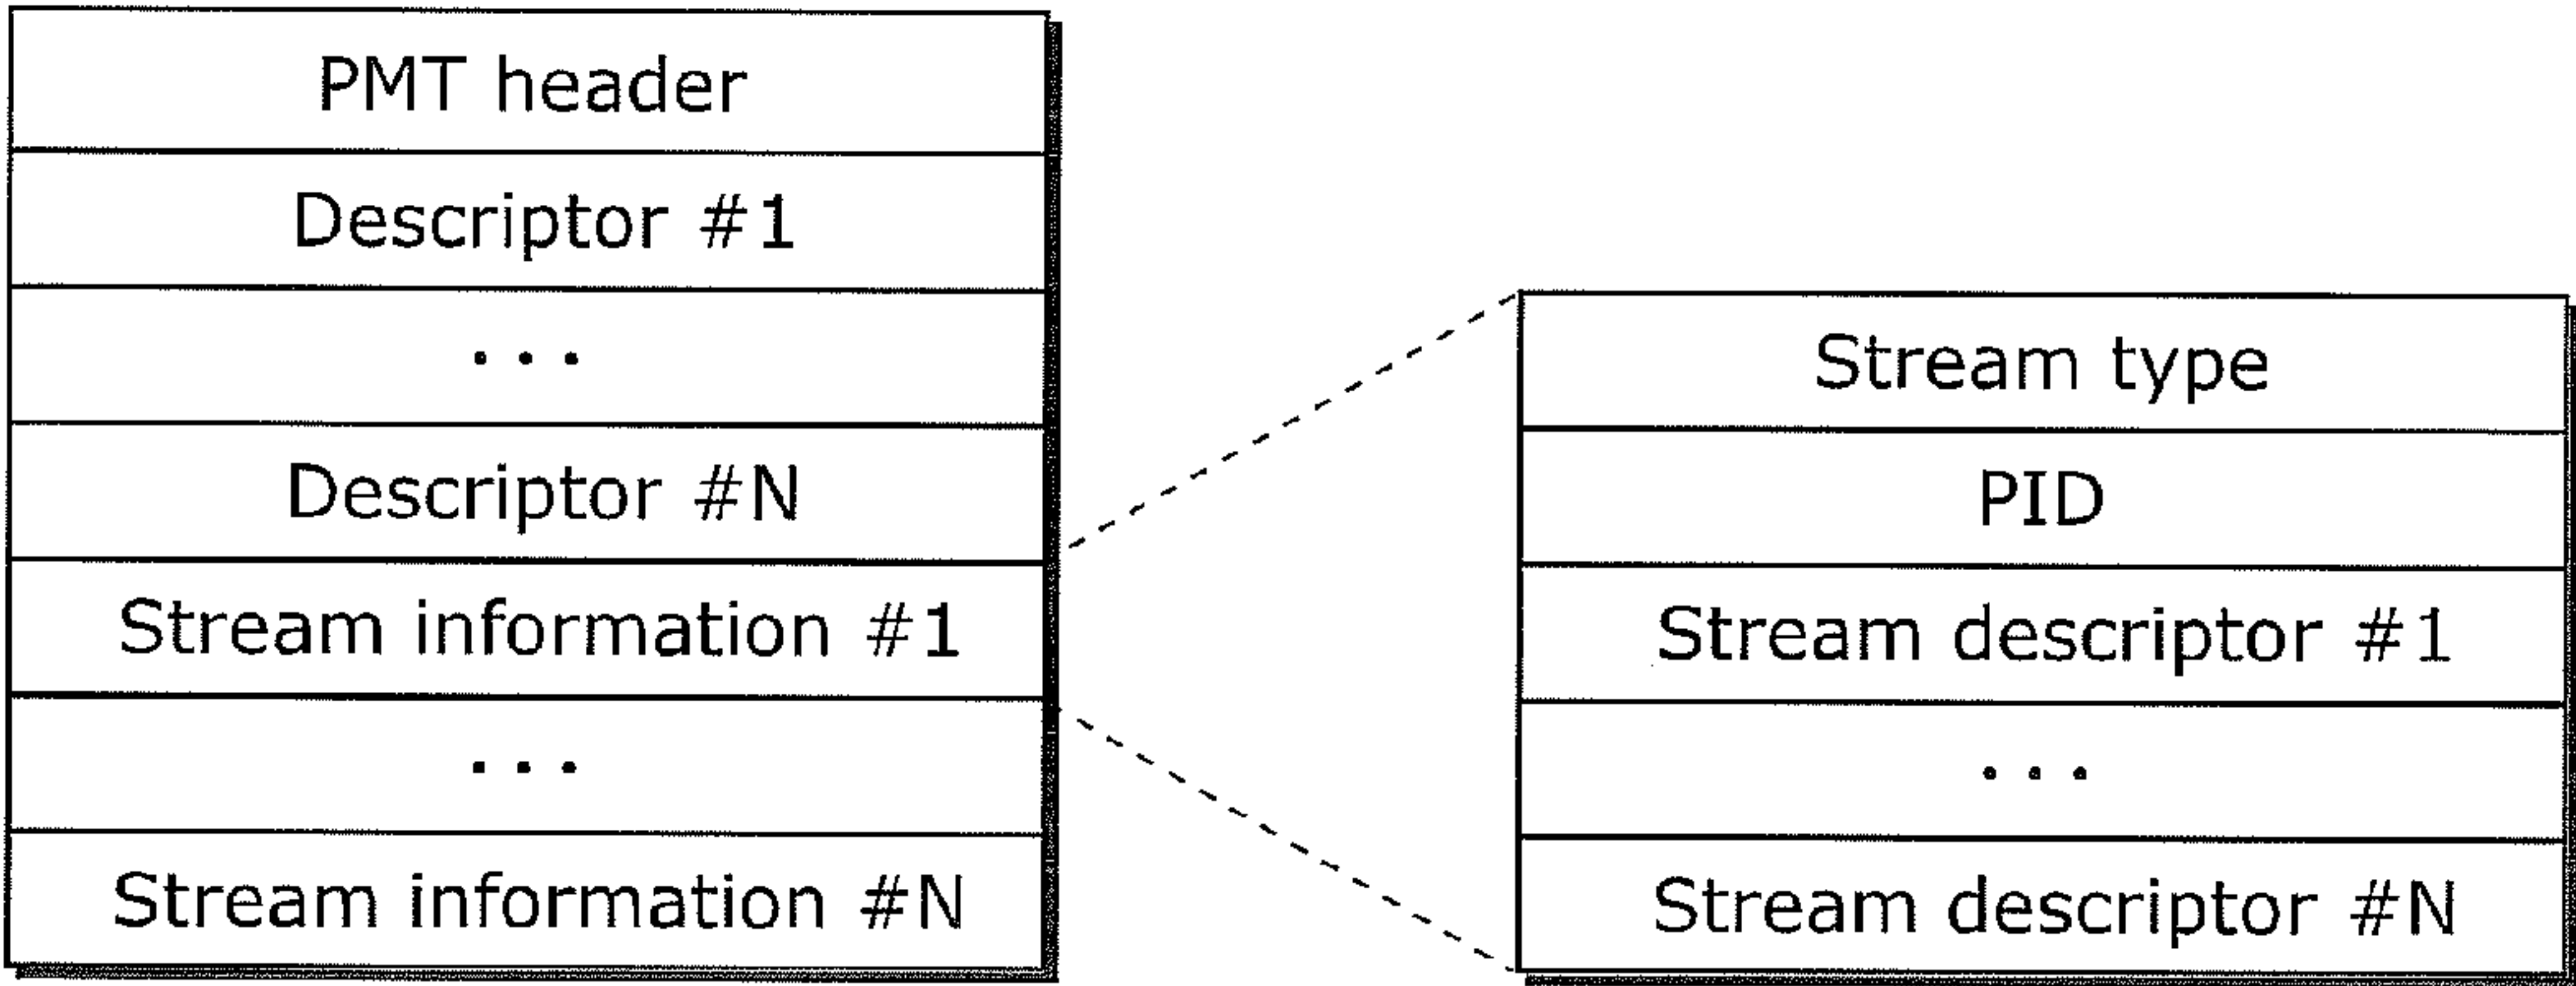 PMT header
Descriptor #1
...
Descriptor #N
Stream information #1
...
Stream information #N
Stream type
PID
Stream descriptor #1
...
Stream descriptor #N